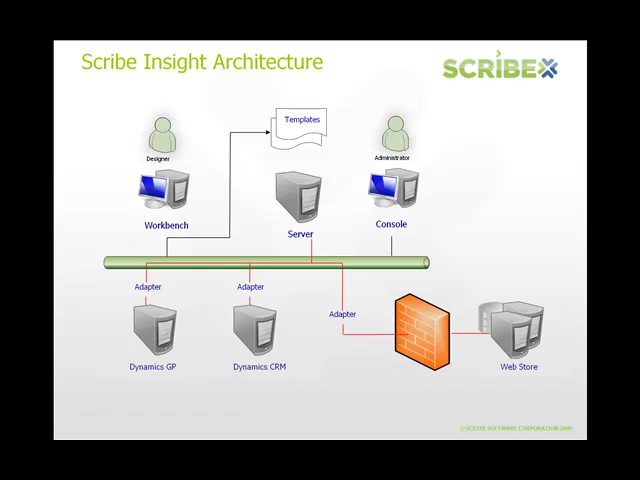 Scribe Insight Architecture
SCRIBE
Templates
Designer
Administrator
Workbench
Server
Console
Adapter
Adapter
Adapter
Dynamics GP
Dynamics CRM
Web Store
© SCRIBE SOFTWARE CORPORATION 2009